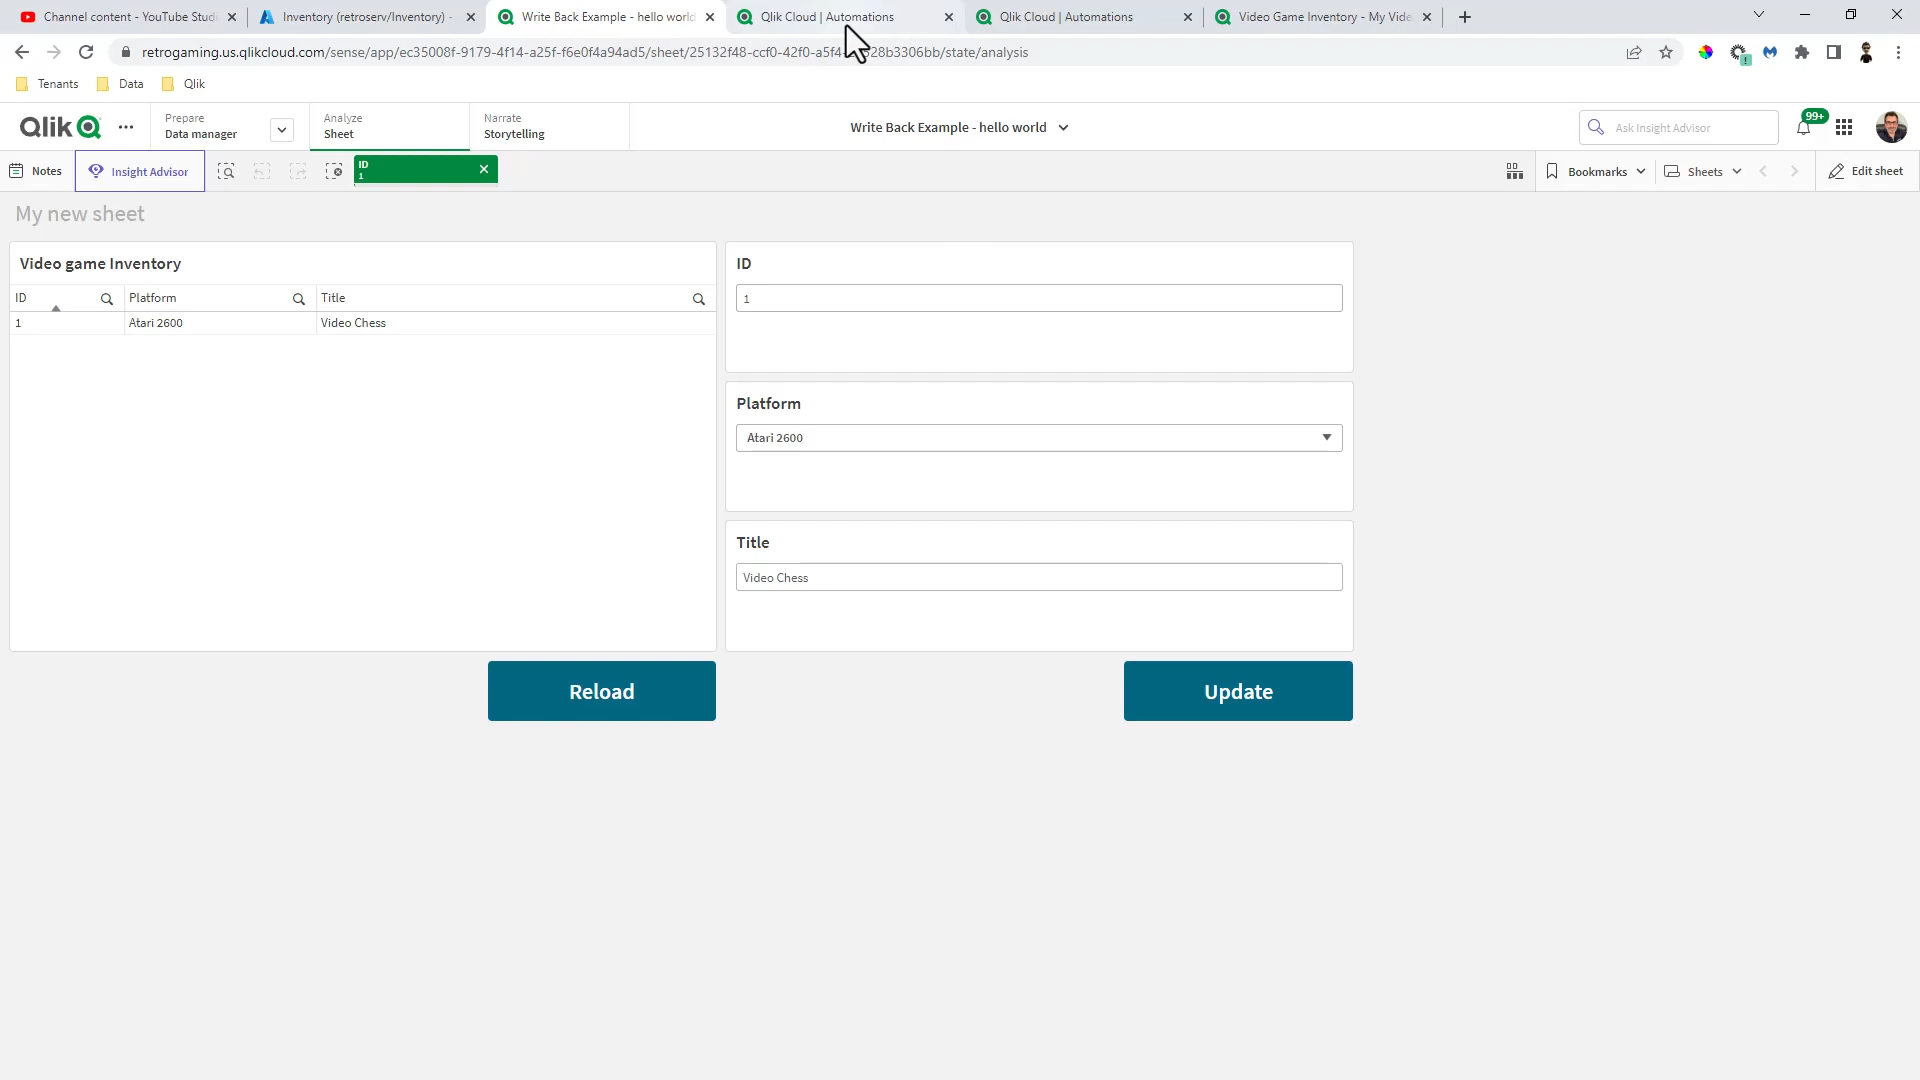 Channel content - YouTube Studi
Inventory (retroserv/Inventory) -
Write Back Example - hello world
Qlik Cloud | Automations
Qlik Cloud | Automations
Video Game Inventory - My Vide
retrogaming.us.qlikcloud.com/sense/app/ec35008f-9179-4f14-a25f-f6e0f4a94ad5/sheet/25132f48-ccf0-42f0-a5f4- 28b3306bb/state/analysis
Tenants
Data
Qlik
Qlik
Prepare
Data manager
Analyze
Sheet
Narrate
Storytelling
Write Back Example - hello world
Ask Insight Advisor
99+
Notes
Insight Advisor
ID
1
Bookmarks
Sheets
Edit sheet
My new sheet
Video game Inventory
ID Platform Title
1 Atari 2600 Video Chess
ID
1
Platform
Atari 2600
Title
Video Chess
Reload
Update